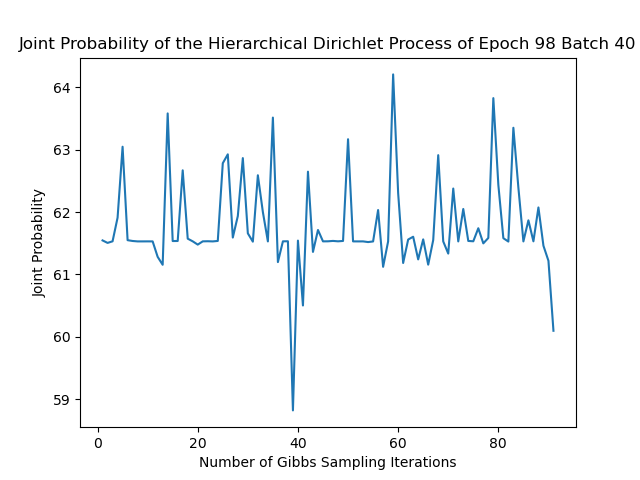 Joint Probability of the Hierarchical Dirichlet Process of Epoch 98 Batch 40
64
63
62
61
60
59
Joint Probability
0 20 40 60 80
Number of Gibbs Sampling Iterations